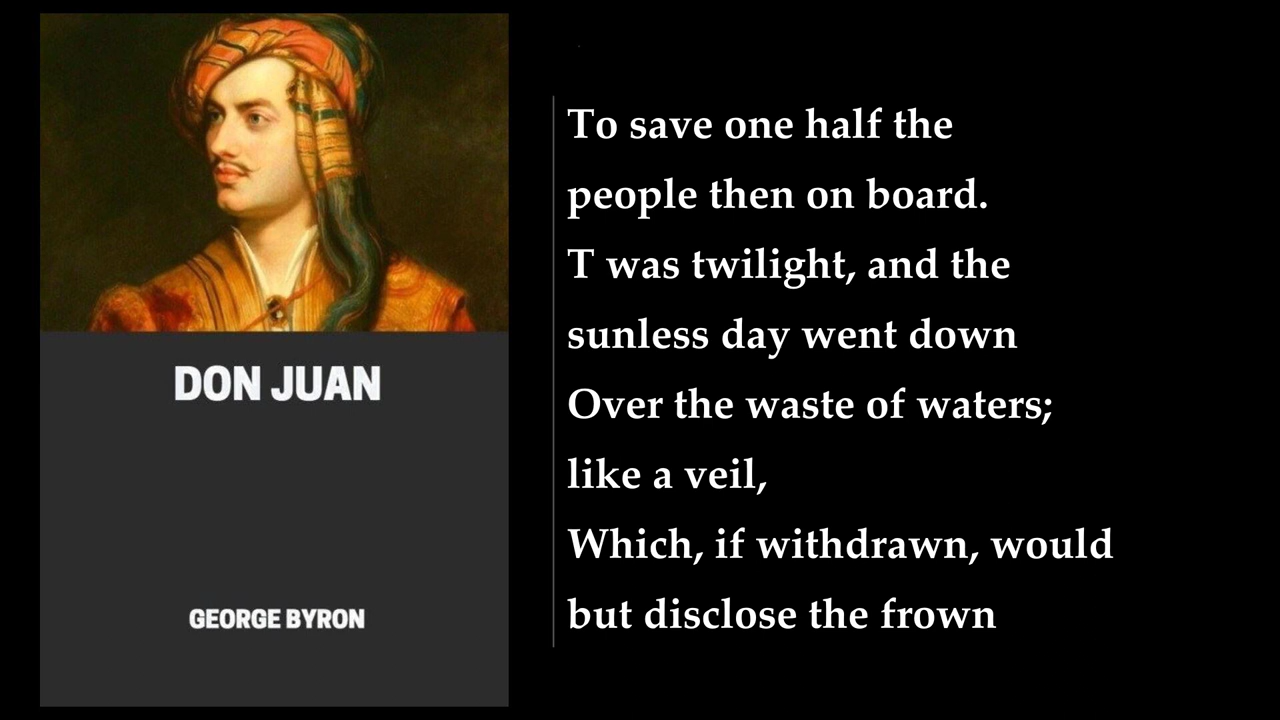 DON JUAN
GEORGE BYRON
To save one half the
people then on board.
T was twilight, and the
sunless day went down
Over the waste of waters;
like a veil,
Which, if withdrawn, would
but disclose the frown